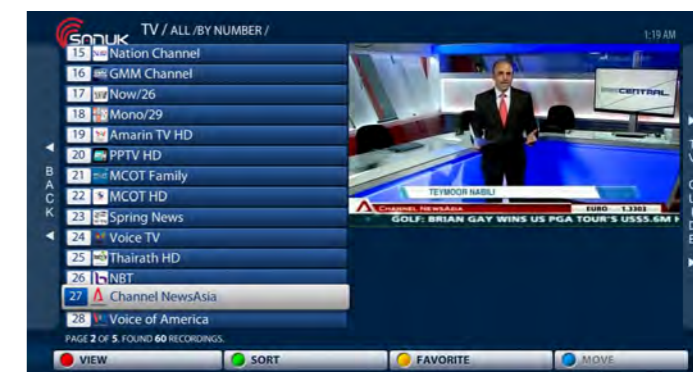 SANUK
TV / ALL /BY NUMBER /
1:19 AM
15 Nation Channel
16 GMM Channel
17 Now/26
18 Mono/29
19 Amarin TV HD
20 PPTV HD
21 MCOT Family
22 MCOT HD
23 Spring News
24 Voice TV
25 Thairath HD
26 NBT
27 Channel NewsAsia
28 Voice of America
PAGE 2 OF 5. FOUND 60 RECORDINGS.
BACK
CENTRAL
TEYMOOR NABILI
CHANNEL NEWSASIA
EURO 1.3303
GOLF: BRIAN GAY WINS US PGA TOUR'S US$5.6M
VIEW
SORT
FAVORITE
MOVE